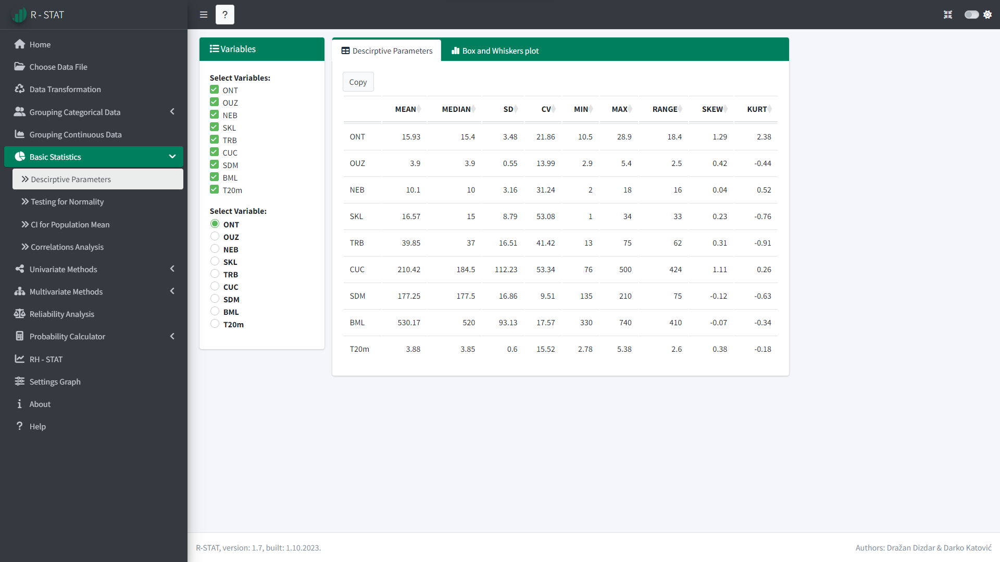 R - STAT
?
Home
Choose Data File
Data Transformation
Grouping Categorical Data
Grouping Continuous Data
Basic Statistics
Descirptive Parameters
Testing for Normality
CI for Population Mean
Correlations Analysis
Univariate Methods
Multivariate Methods
Reliability Analysis
Probability Calculator
RH - STAT
Settings Graph
About
Help
Variables
Select Variables:
ONT
OUZ
NEB
SKL
TRB
CUC
SDM
BML
T20m
Select Variable:
ONT
OUZ
NEB
SKL
TRB
CUC
SDM
BML
T20m
Descirptive Parameters Box and Whiskers plot
Copy
MEAN MEDIAN SD CV MIN MAX RANGE SKEW KURT
ONT 15.93 15.4 3.48 21.86 10.5 28.9 18.4 1.29 2.38
OUZ 3.9 3.9 0.55 13.99 2.9 5.4 2.5 0.42 -0.44
NEB 10.1 10 3.16 31.24 2 18 16 0.04 0.52
SKL 16.57 15 8.79 53.08 1 34 33 0.23 -0.76
TRB 39.85 37 16.51 41.42 13 75 62 0.31 -0.91
CUC 210.42 184.5 112.23 53.34 76 500 424 1.11 0.26
SDM 177.25 177.5 16.86 9.51 135 210 75 -0.12 -0.63
BML 530.17 520 93.13 17.57 330 740 410 -0.07 -0.34
T20m 3.88 3.85 0.6 15.52 2.78 5.38 2.6 0.38 -0.18
R-STAT, version: 1.7, built: 1.10.2023.
Authors: Dražan Dizdar & Darko Katović